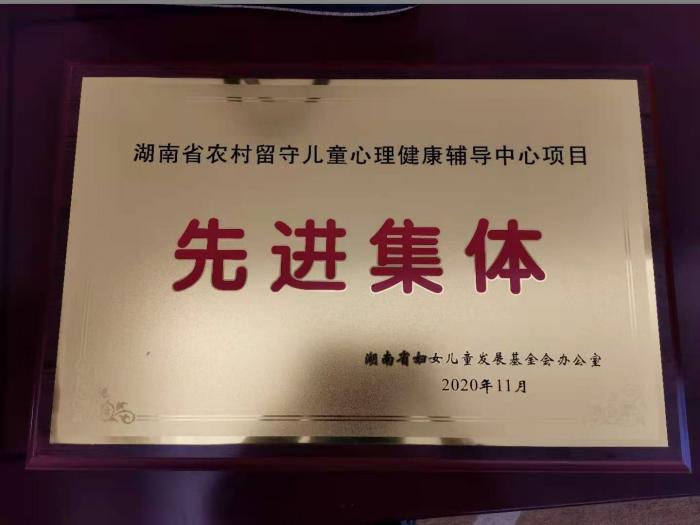 湖南省农村留守儿童心理健康辅导中心项目
先进集体
湖南省妇女儿童发展基金会办公室
2020年11月